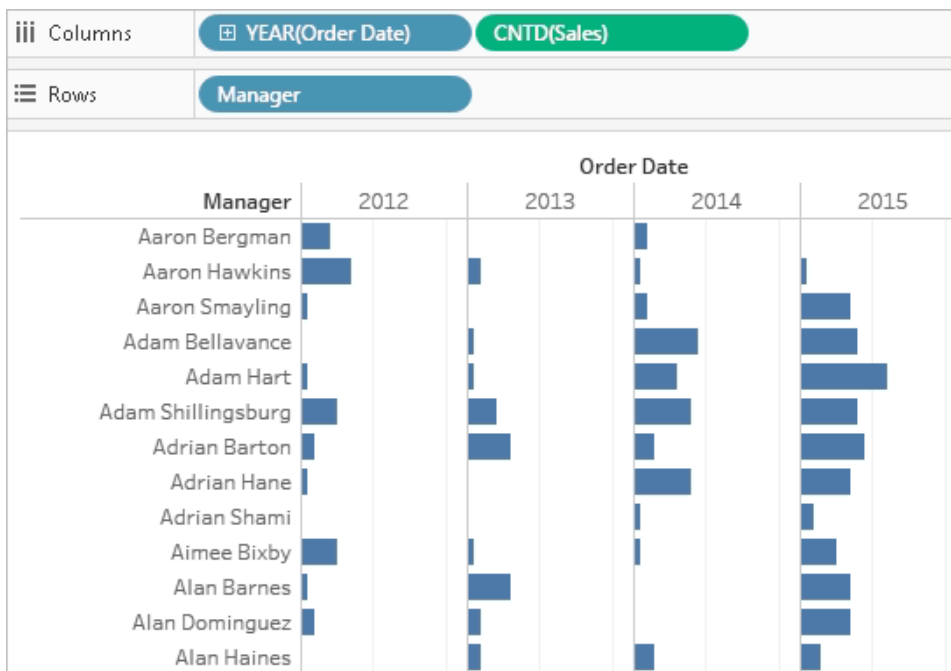 Columns YEAR(Order Date) CNTD(Sales)
Rows Manager
Order Date
Manager 2012 2013 2014 2015
Aaron Bergman
Aaron Hawkins
Aaron Smayling
Adam Bellavance
Adam Hart
Adam Shillingsburg
Adrian Barton
Adrian Hane
Adrian Shami
Aimee Bixby
Alan Barnes
Alan Dominguez
Alan Haines